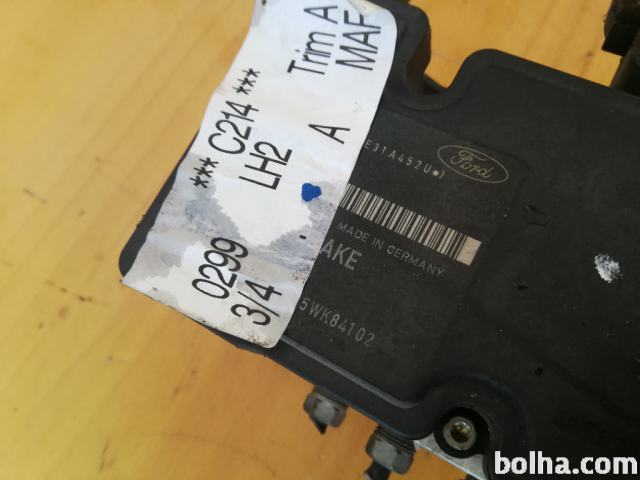 *** C214 ***
Trim A
LH2
MAF
A
0299
3/4
E31A452U*)
Ford
MADE IN GERMANY
AKE
5WK84102
bolha.com